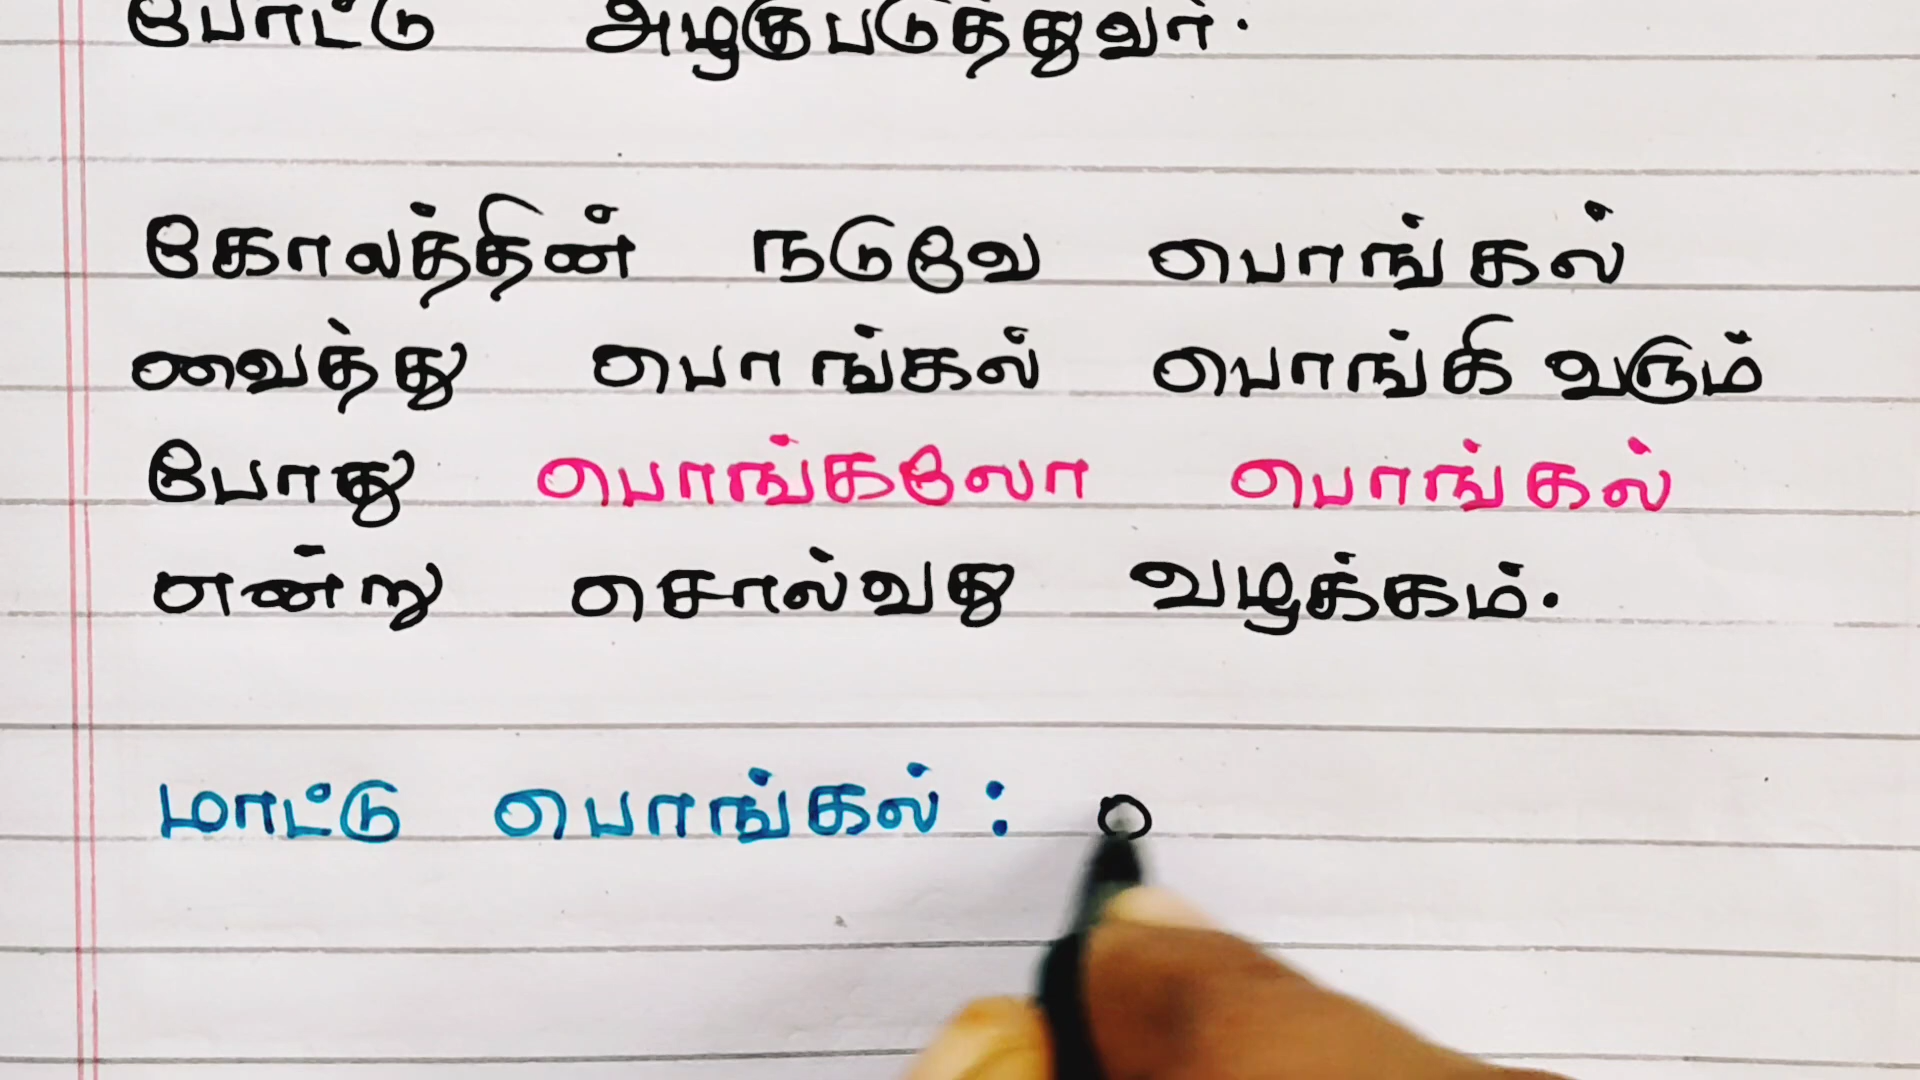 போட்டு அழகுபடுத்துவர்.
கோலத்தின் நடுவே பொங்கல்
வைத்து பொங்கல் பொங்கி வரும்
போது பொங்கலோ பொங்கல்
என்று சொல்வது வழக்கம்.
மாட்டு பொங்கல் :